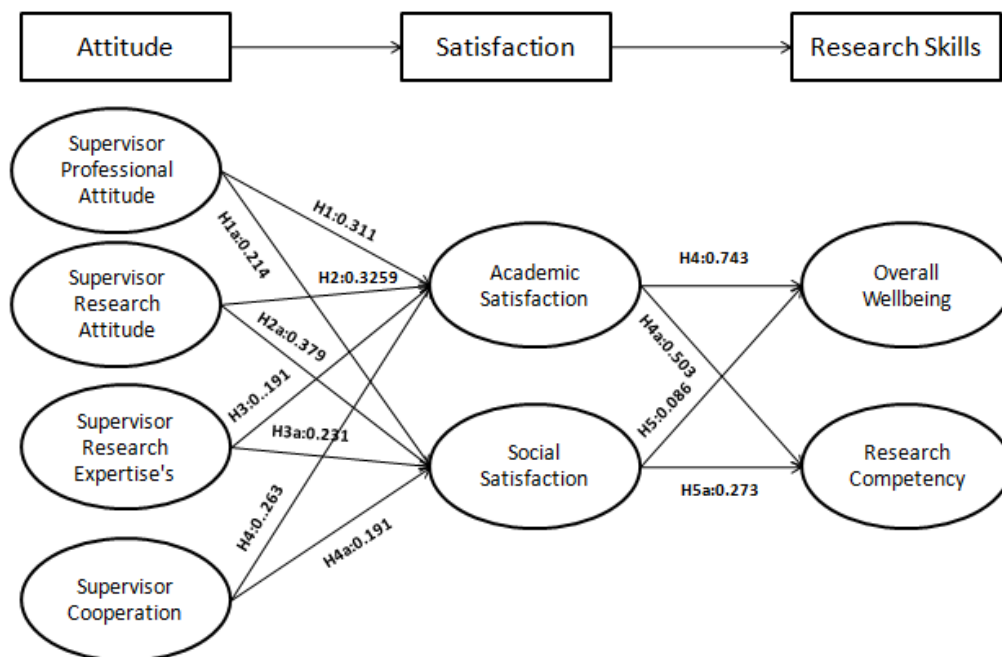 Attitude
Satisfaction
Research Skills
Supervisor
Professional
Attitude
H1:0.311
H1a:0.214
Supervisor
Research
Attitude
H2:0.3259
H2a:0.379
Academic
Satisfaction
H4:0.743
Overall
Wellbeing
H4a:0.503
H5:0.086
Supervisor
Research
Expertise's
H3:0..191
H3a:0.231
Social
Satisfaction
H5a:0.273
Research
Competency
H4:0..263
H4a:0.191
Supervisor
Cooperation